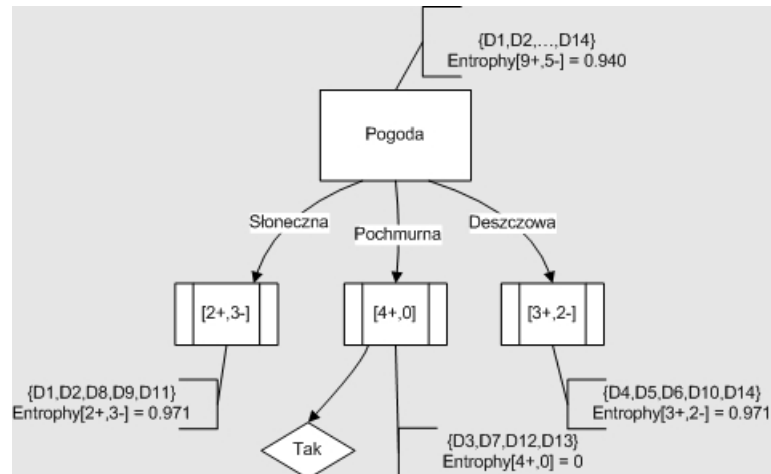 {D1,D2,...,D14}
Entrophy[9+,5-] = 0.940
Pogoda
Słoneczna
Pochmurna
Deszczowa
[2+,3-]
[4+,0]
[3+,2-]
{D1,D2,D8,D9,D11}
Entrophy[2+,3-] = 0.971
{D4,D5,D6,D10,D14}
Entrophy[3+,2-] = 0.971
Tak
{D3,D7,D12,D13}
Entrophy[4+,0] = 0